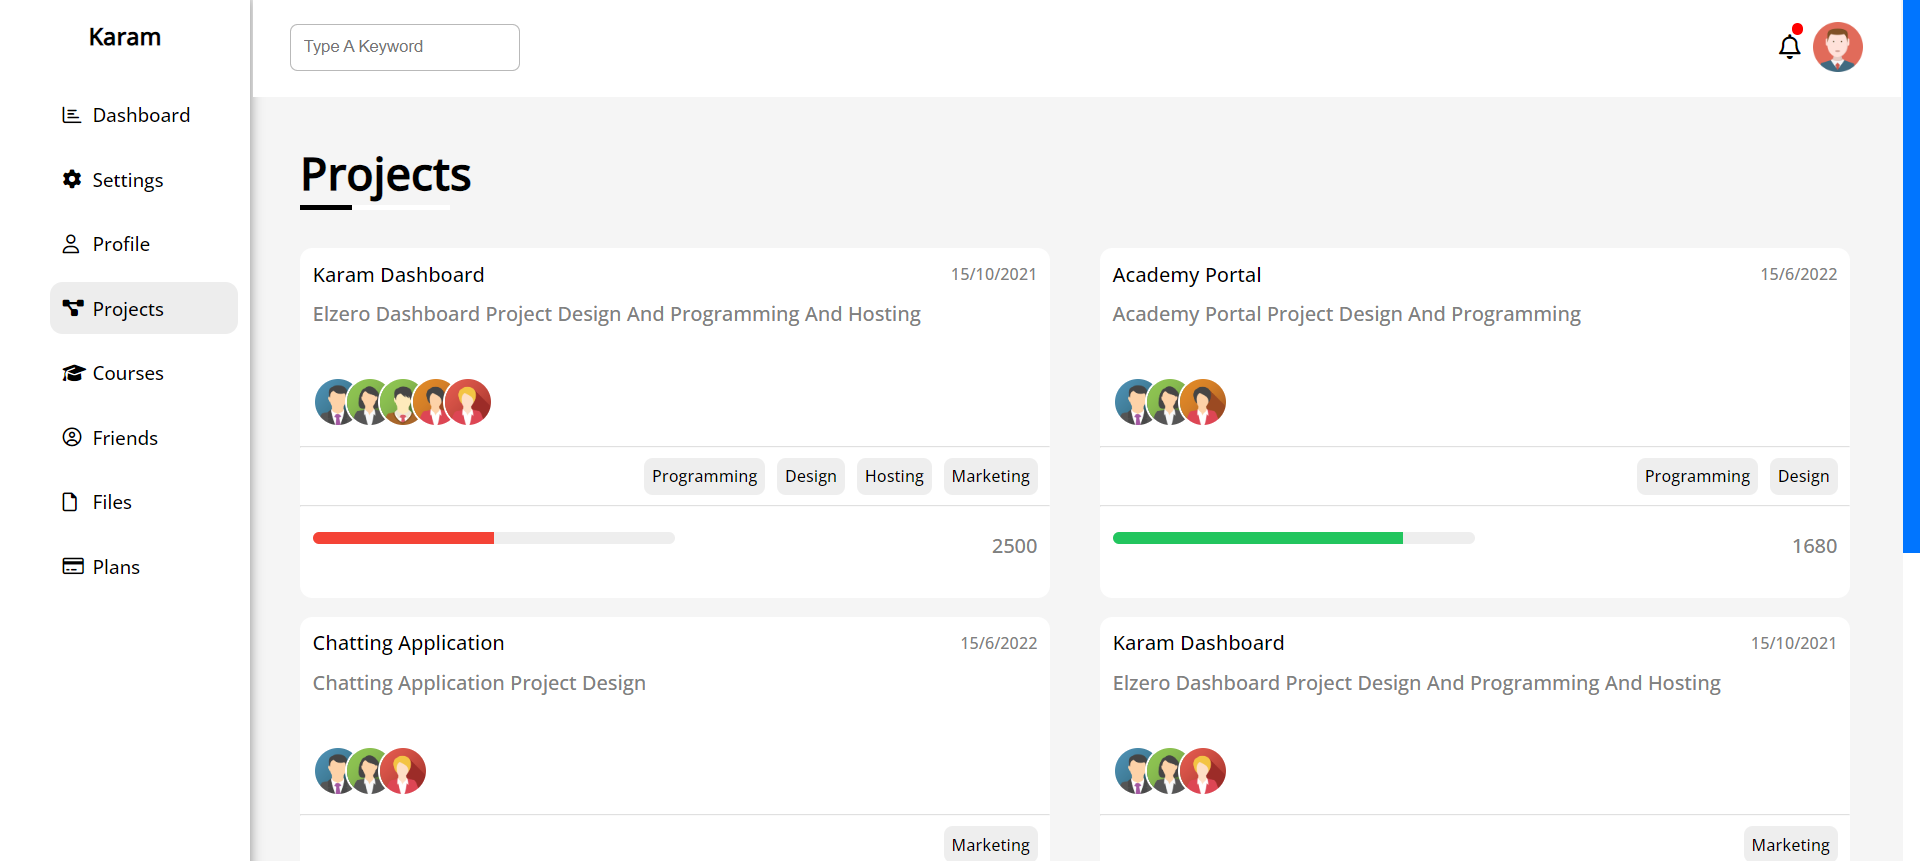 Karam
Dashboard
Settings
Profile
Projects
Courses
Friends
Files
Plans
Type A Keyword
Projects
Karam Dashboard 15/10/2021
Elzero Dashboard Project Design And Programming And Hosting
Programming Design Hosting Marketing
2500
Academy Portal 15/6/2022
Academy Portal Project Design And Programming
Programming Design
1680
Chatting Application 15/6/2022
Chatting Application Project Design
Marketing
Karam Dashboard 15/10/2021
Elzero Dashboard Project Design And Programming And Hosting
Marketing